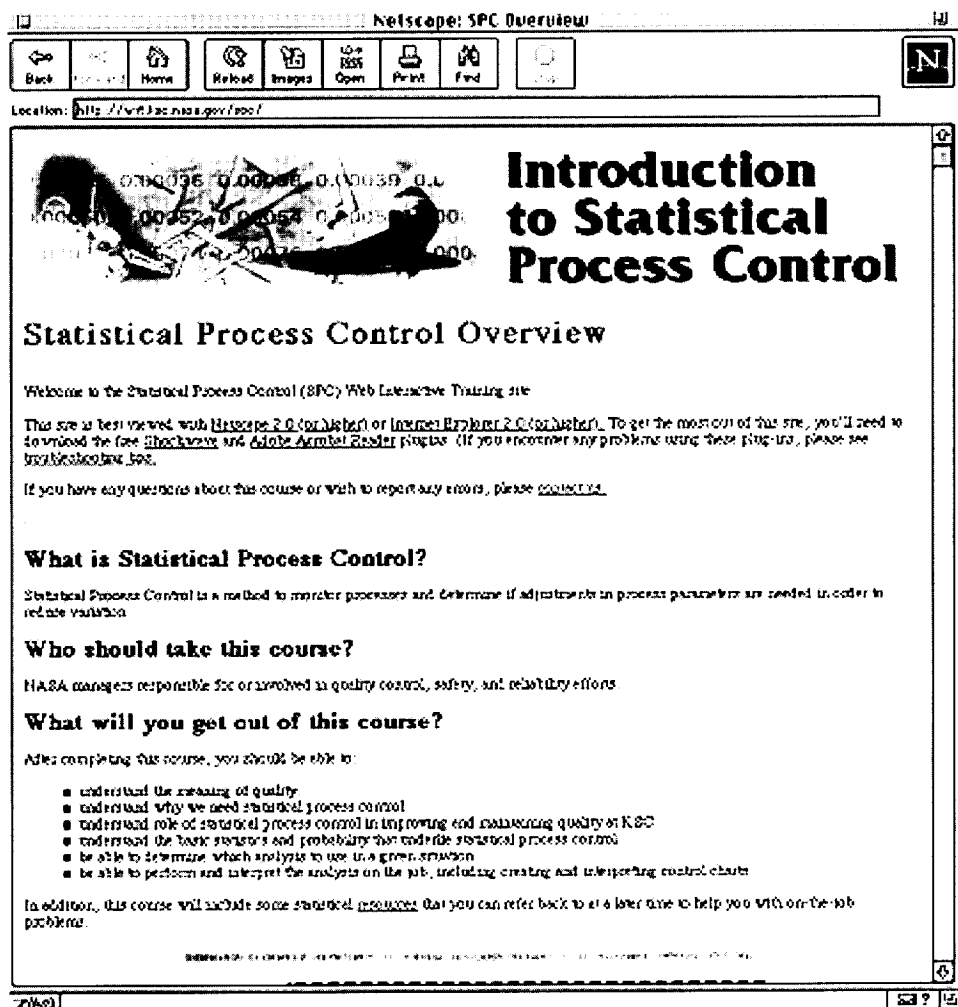 Netscape: SPC Overview
Back Home Reload Images Open Print Find
Location:
0.00036 0.00039 0.0
00352 0.00054
000
Introduction
to Statistical
Process Control
Statistical Process Control Overview
Welcome to the Statistical Process Control (SPC) Web Interactive Training site
This site is best viewed with Netscape 2.0 (or higher) or Internet Explorer 2.0 (or higher). To get the most out of this site, you'll need to
download the free Shockwave and Adobe Acrobat Reader plugins. (If you encounter any problems using these plug-ins, please see
troubleshooting tips.
If you have any questions about this course or wish to report any errors, please contact us.
What is Statistical Process Control?
Statistical Process Control is a method to monitor processes and determine if adjustments in process parameters are needed in order to
reduce variation
Who should take this course?
NASA managers responsible for or involved in quality control, safety, and reliability efforts.
What will you get out of this course?
After completing this course, you should be able to:
understand the meaning of quality
understand why we need statistical process control
understand role of statistical process control in improving and maintaining quality at KSC
understand the basic statistics and probability that underlie statistical process control
be able to determine which analysis to use in a given situation
be able to perform and interpret the analysis on the job, including creating and interpreting control charts
In addition, this course will include some statistical resources that you can refer back to at a later time to help you with on-the-job
problems.